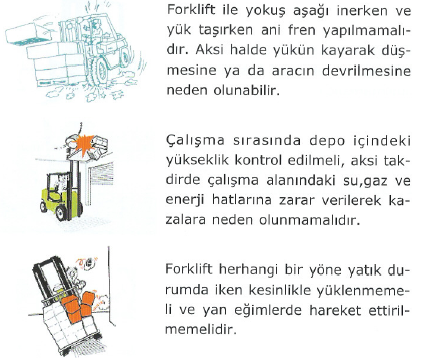 Forklift ile yokuş aşağı inerken ve
yük taşırken ani fren yapılmamalı-
dır. Aksi halde yükün kayarak düş-
mesine ya da aracın devrilmesine
neden olunabilir.
Çalışma sırasında depo içindeki
yükseklik kontrol edilmeli, aksi tak-
dirde çalışma alanındaki su,gaz ve
enerji hatlarına zarar verilerek ka-
zalara neden olunmamalıdır.
Forklift herhangi bir yöne yatık du-
rumda iken kesinlikle yüklenmeme-
li ve yan eğimlerde hareket ettiril-
memelidir.